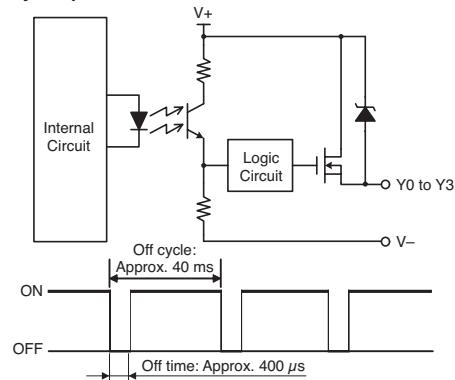 V+
Internal
Circuit
Logic
Circuit
Y0 to Y3
V–
Off cycle:
Approx. 40 ms
ON
OFF
Off time: Approx. 400 µs